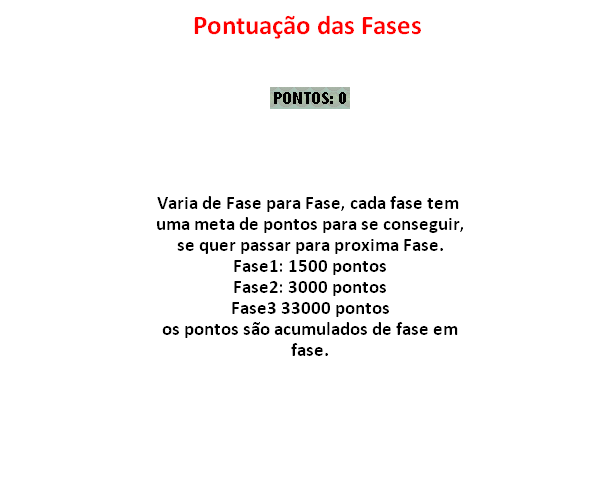 Pontuação das Fases
PONTOS: 0
Varia de Fase para Fase, cada fase tem
uma meta de pontos para se conseguir,
se quer passar para proxima Fase.
Fase1: 1500 pontos
Fase2: 3000 pontos
Fase3 33000 pontos
os pontos são acumulados de fase em
fase.